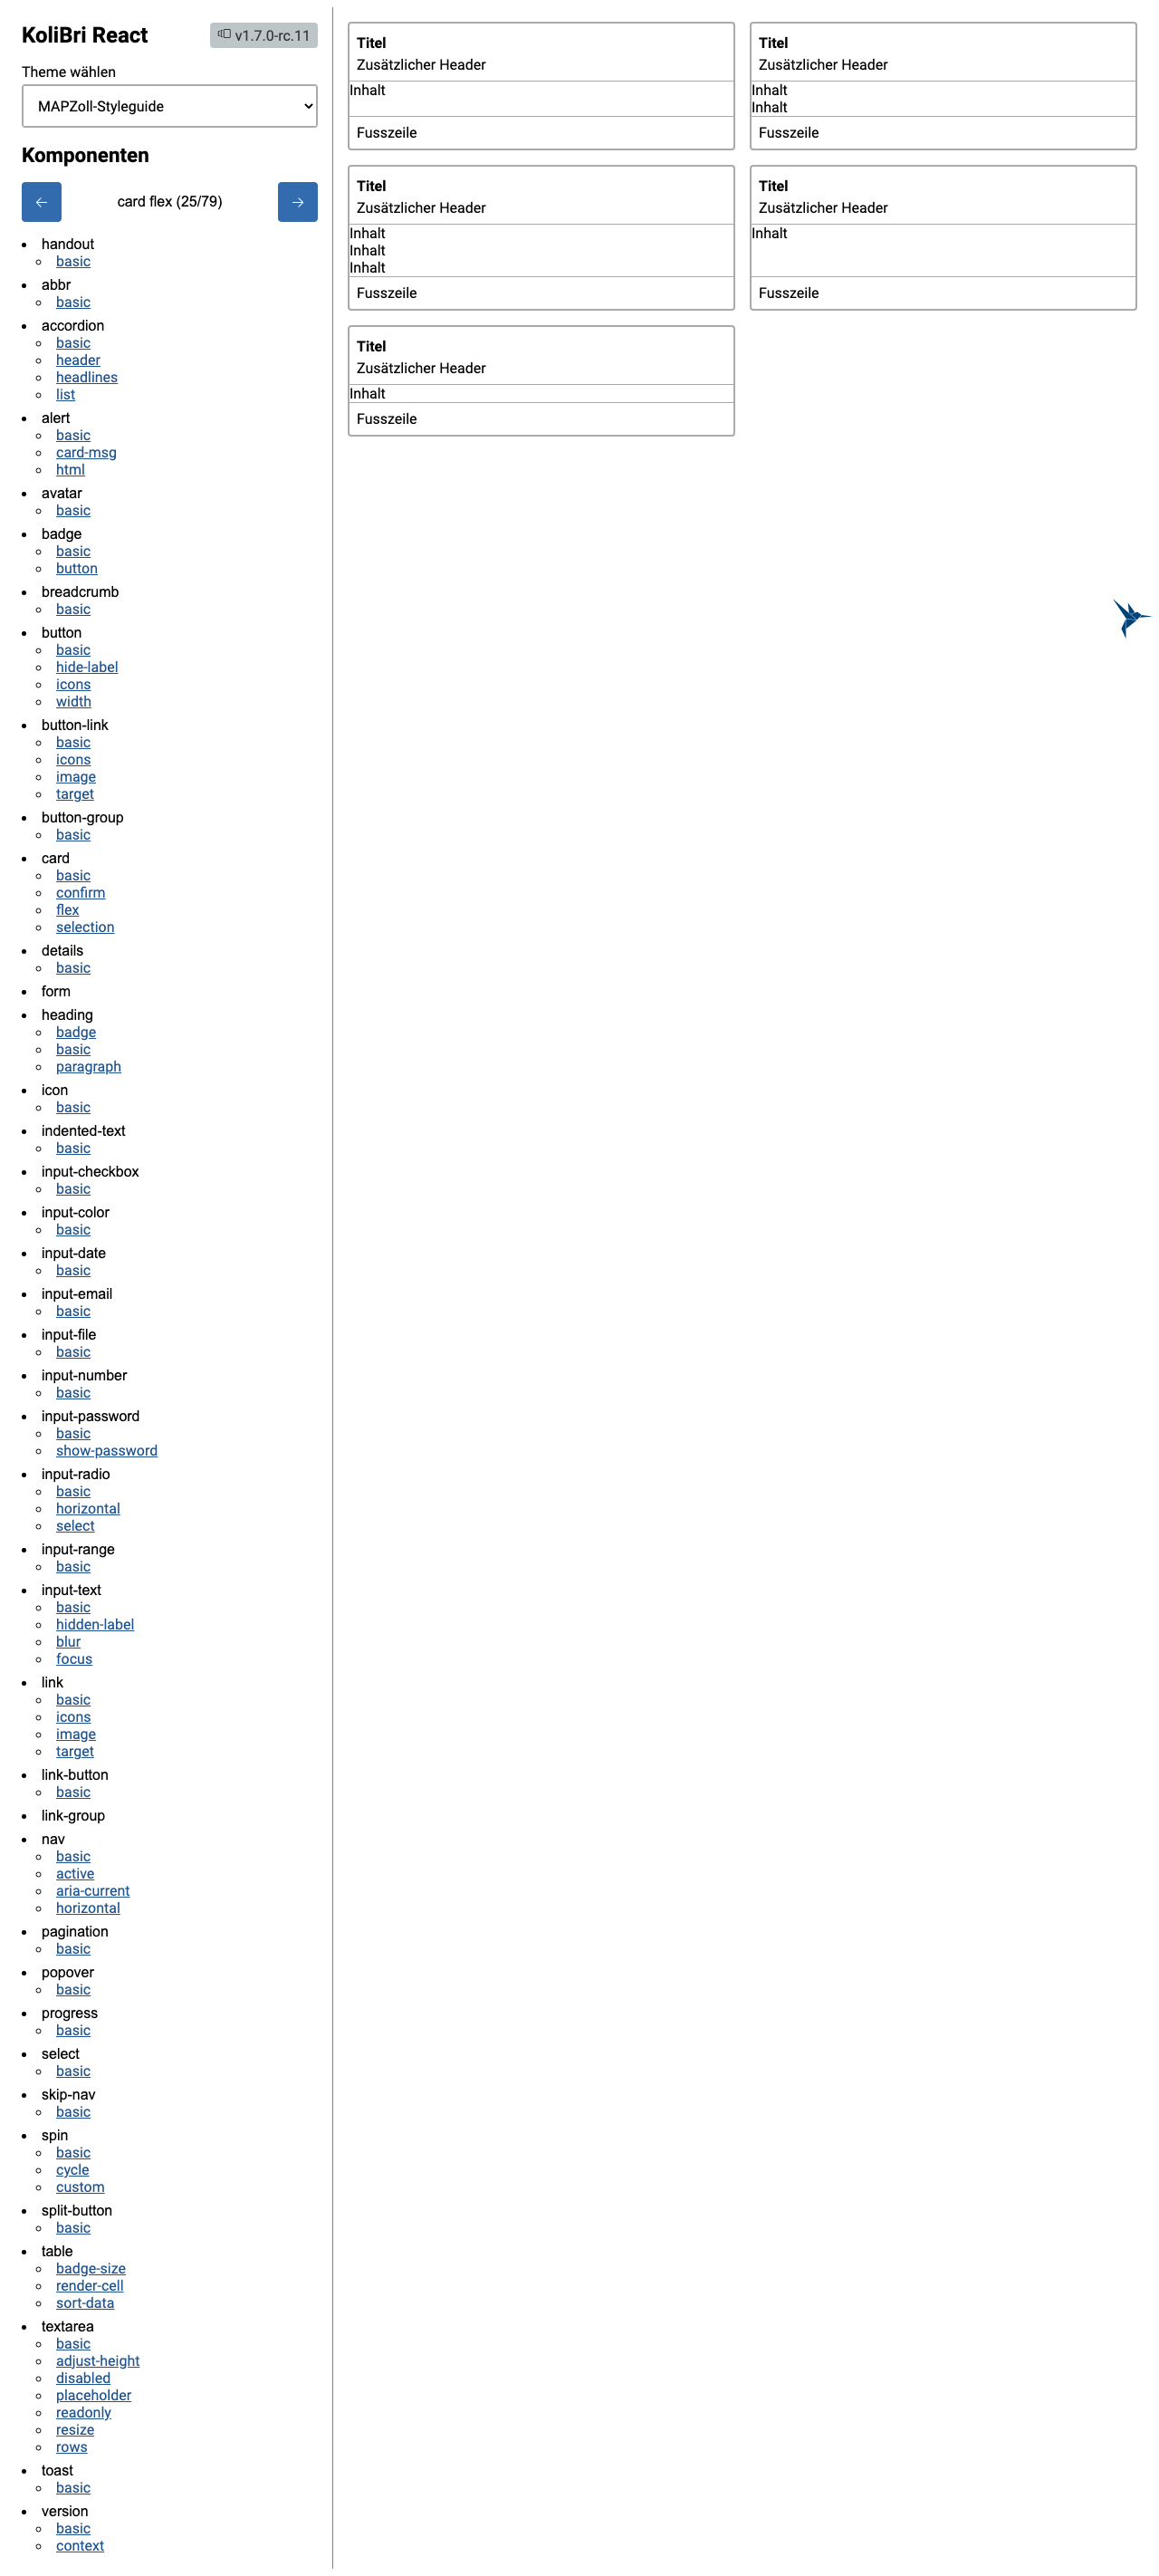 KoliBri React
v1.7.0-rc.11
Theme wählen
MAPZoll-Styleguide
Komponenten
←
card flex (25/79)
→
handout
basic
abbr
basic
accordion
basic
header
headlines
list
alert
basic
card-msg
html
avatar
basic
badge
basic
button
breadcrumb
basic
button
basic
hide-label
icons
width
button-link
basic
icons
image
target
button-group
basic
card
basic
confirm
flex
selection
details
basic
form
heading
badge
basic
paragraph
icon
basic
indented-text
basic
input-checkbox
basic
input-color
basic
input-date
basic
input-email
basic
input-file
basic
input-number
basic
input-password
basic
show-password
input-radio
basic
horizontal
select
input-range
basic
input-text
basic
hidden-label
blur
focus
link
basic
icons
image
target
link-button
basic
link-group
nav
basic
active
aria-current
horizontal
pagination
basic
popover
basic
progress
basic
select
basic
skip-nav
basic
spin
basic
cycle
custom
split-button
basic
table
badge-size
render-cell
sort-data
textarea
basic
adjust-height
disabled
placeholder
readonly
resize
rows
toast
basic
version
basic
context
Titel
Zusätzlicher Header
Inhalt
Fusszeile
Titel
Zusätzlicher Header
Inhalt
Inhalt
Fusszeile
Titel
Zusätzlicher Header
Inhalt
Inhalt
Inhalt
Fusszeile
Titel
Zusätzlicher Header
Inhalt
Fusszeile
Titel
Zusätzlicher Header
Inhalt
Fusszeile